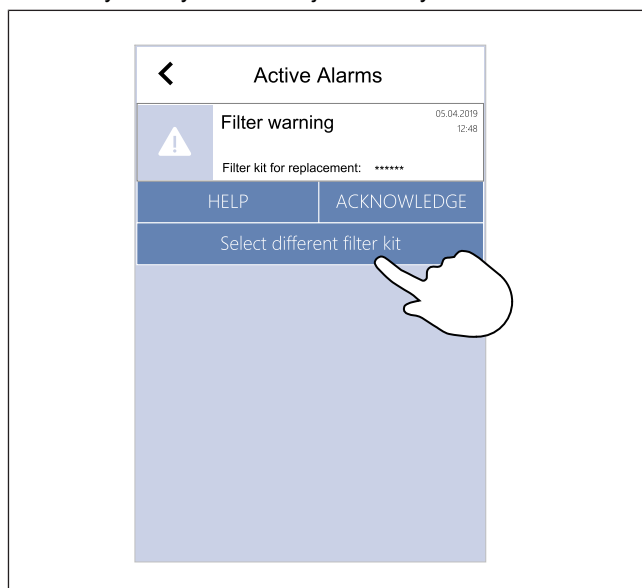 Active Alarms
Filter warning
05.04.2019
12:48
Filter kit for replacement: ******
HELP
ACKNOWLEDGE
Select different filter kit